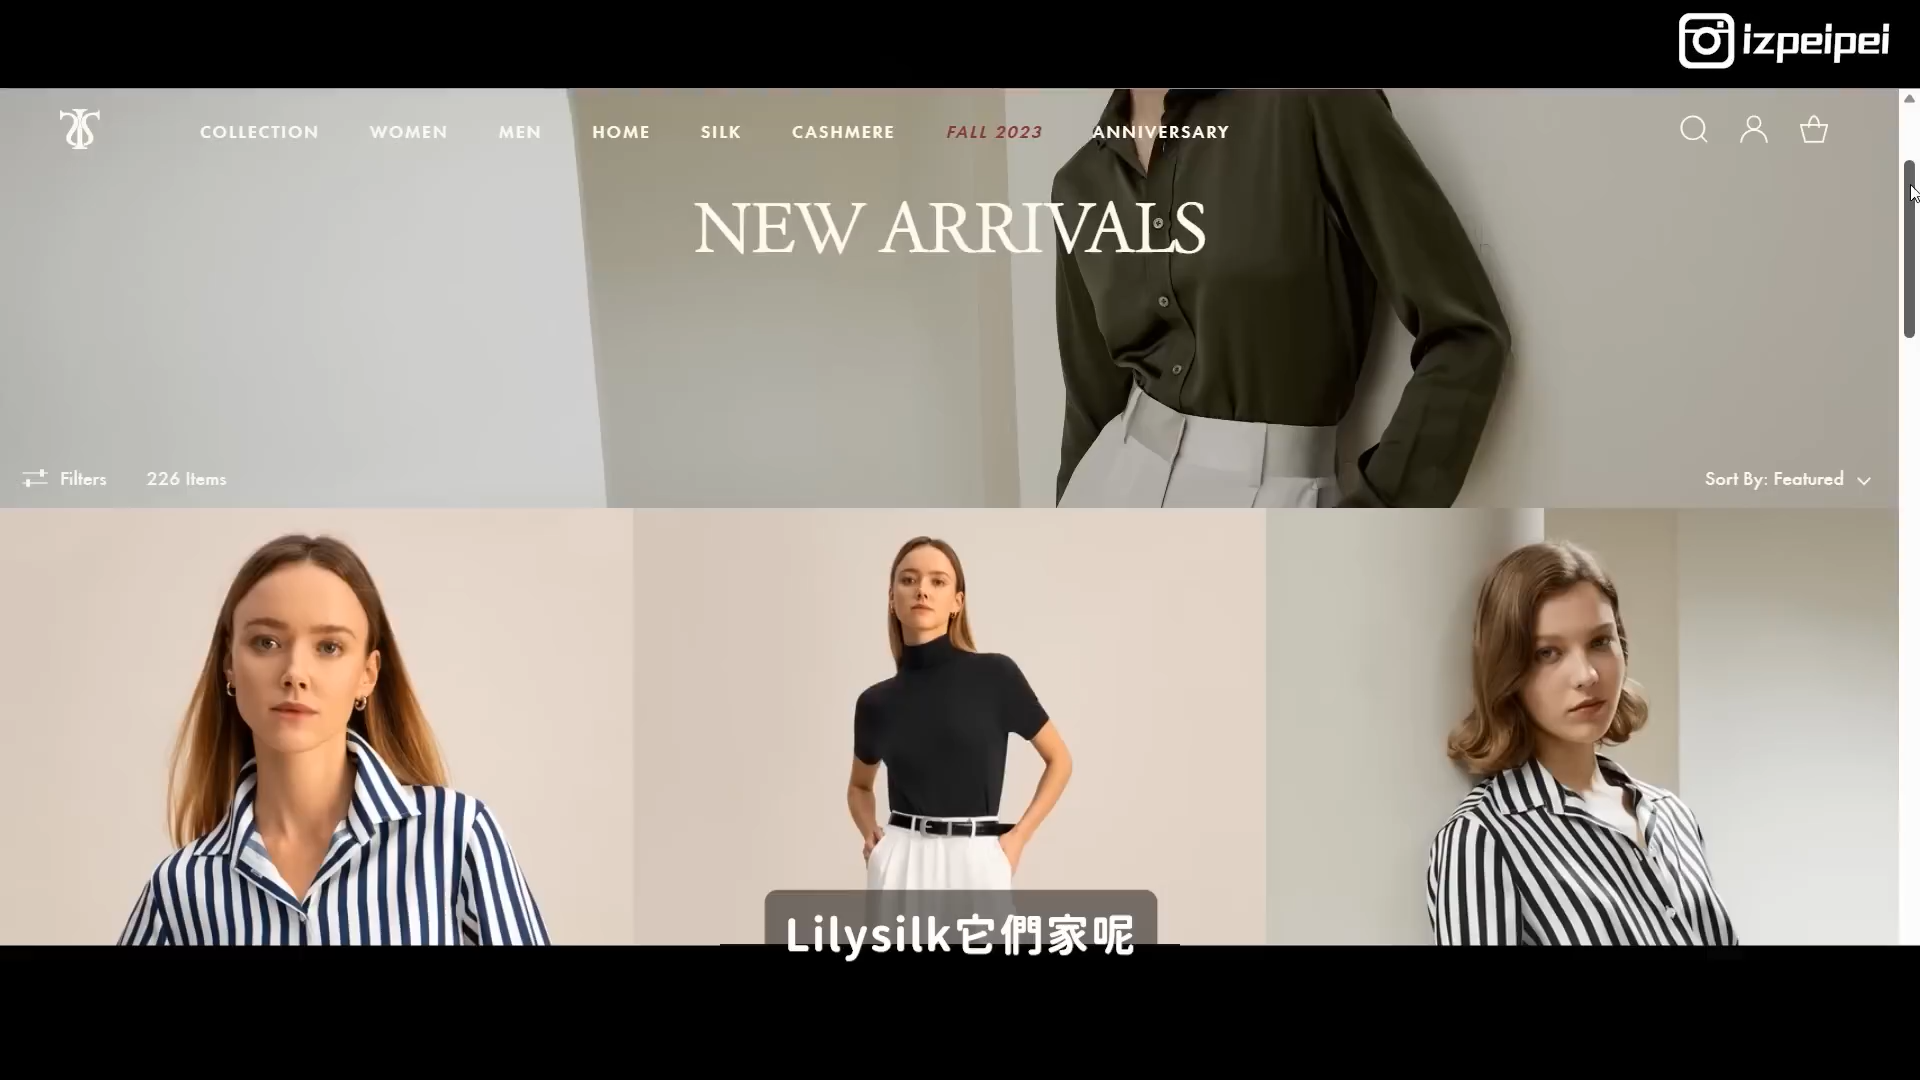 izpeipei
COLLECTION WOMEN MEN HOME SILK CASHMERE FALL 2023 ANNIVERSARY
NEW ARRIVALS
Filters 226 Items Sort By: Featured
Lilysilk它們家呢